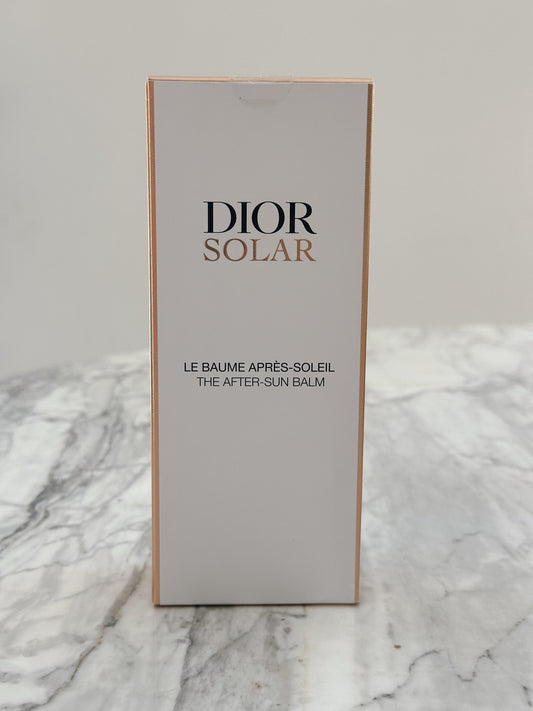 DIOR
SOLAR
LE BAUME APRÈS-SOLEIL
THE AFTER-SUN BALM